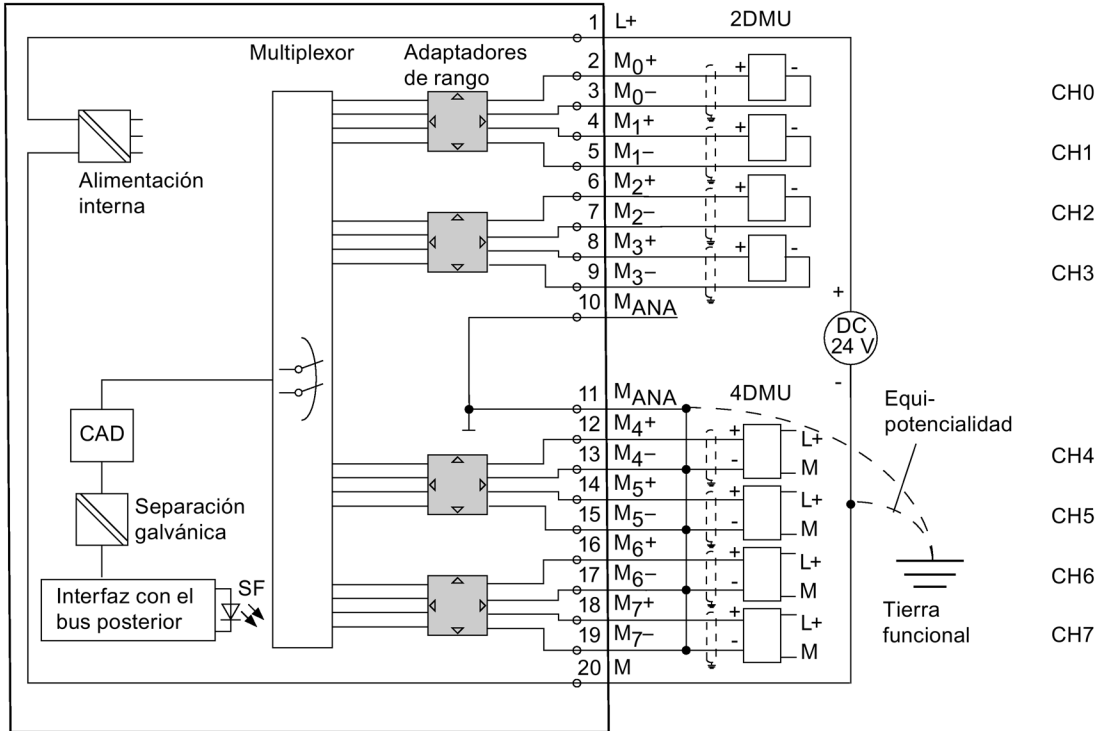 1 L+ 2DMU
Multiplexor
Adaptadores
de rango
2 M0+ + -
3 M0– CH0
4 M1+ + -
5 M1– CH1
6 M2+ + -
7 M2– CH2
8 M3+ + -
9 M3– CH3
10 MANA
Alimentación
interna
+
DC
24 V
-
11 MANA 4DMU
12 M4+ + L+
13 M4– - M CH4
14 M5+ + L+
15 M5– - M CH5
16 M6+ + L+
17 M6– - M CH6
18 M7+ + L+
19 M7– - M CH7
20 M
Equi-
potencialidad
CAD
Separación
galvánica
Interfaz con el
bus posterior
SF
Tierra
funcional